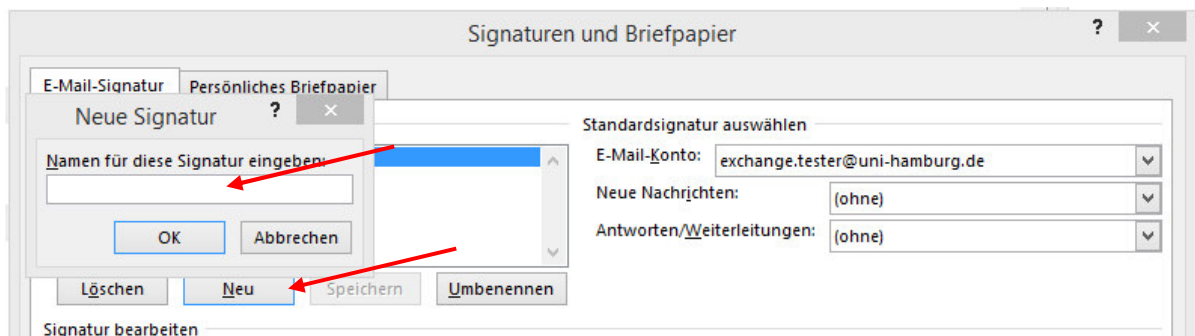 Signaturen und Briefpapier
?
E-Mail-Signatur Persönliches Briefpapier
Neue Signatur ?
Namen für diese Signatur eingeben:
OK Abbrechen
Löschen Neu Speichern Umbenennen
Standardsignatur auswählen
E-Mail-Konto: exchange.tester@uni-hamburg.de
Neue Nachrichten: (ohne)
Antworten/Weiterleitungen: (ohne)
Signatur bearbeiten